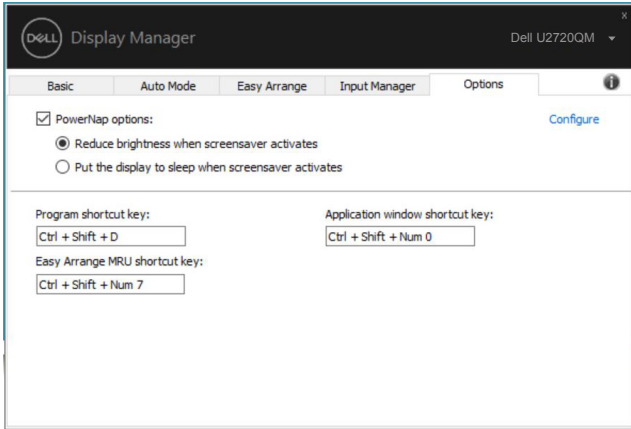 DELL Display Manager
x
Dell U2720QM
Basic Auto Mode Easy Arrange Input Manager Options
PowerNap options: Configure
Reduce brightness when screensaver activates
Put the display to sleep when screensaver activates
Program shortcut key: Application window shortcut key:
Ctrl + Shift + D Ctrl + Shift + Num 0
Easy Arrange MRU shortcut key:
Ctrl + Shift + Num 7